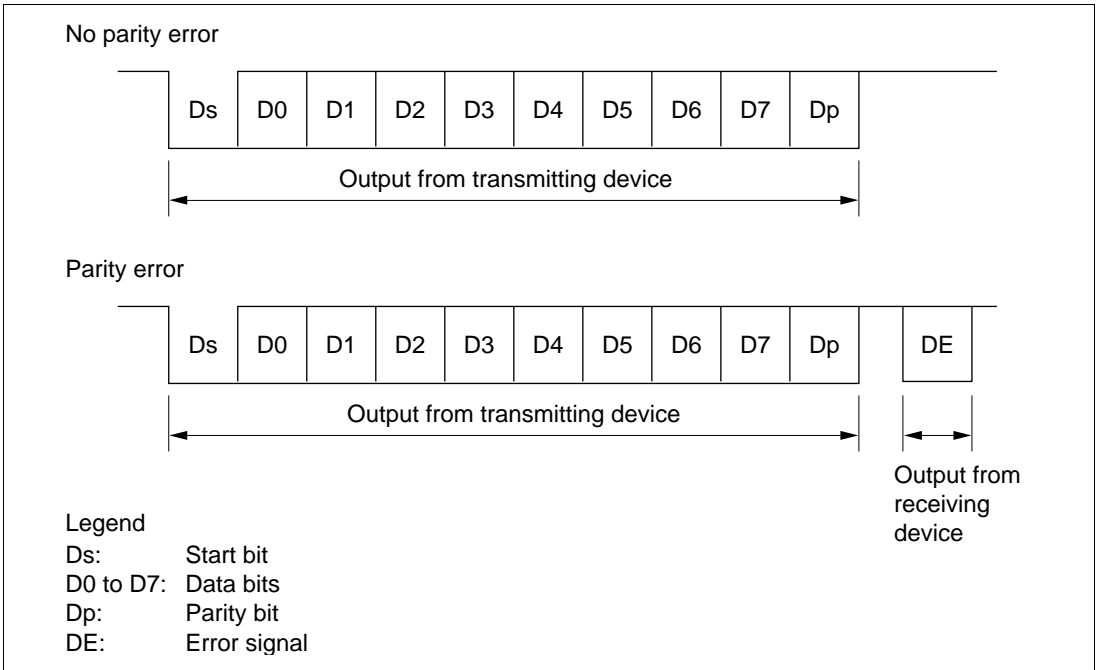 No parity error
Ds D0 D1 D2 D3 D4 D5 D6 D7 Dp
Output from transmitting device
Parity error
Ds D0 D1 D2 D3 D4 D5 D6 D7 Dp DE
Output from transmitting device
Output from
receiving
device
Legend
Ds: Start bit
D0 to D7: Data bits
Dp: Parity bit
DE: Error signal